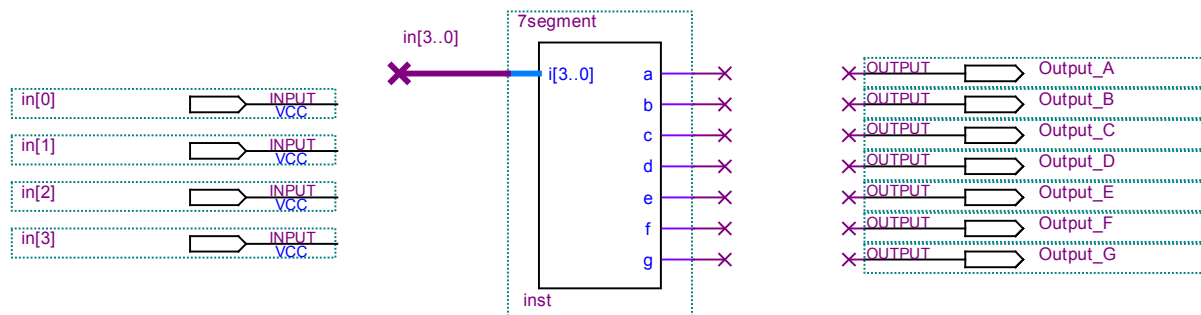 in[0] INPUT
VCC
in[1] INPUT
VCC
in[2] INPUT
VCC
in[3] INPUT
VCC
in[3..0]
7segment
i[3..0] a
b
c
d
e
f
g
inst
OUTPUT Output_A
OUTPUT Output_B
OUTPUT Output_C
OUTPUT Output_D
OUTPUT Output_E
OUTPUT Output_F
OUTPUT Output_G